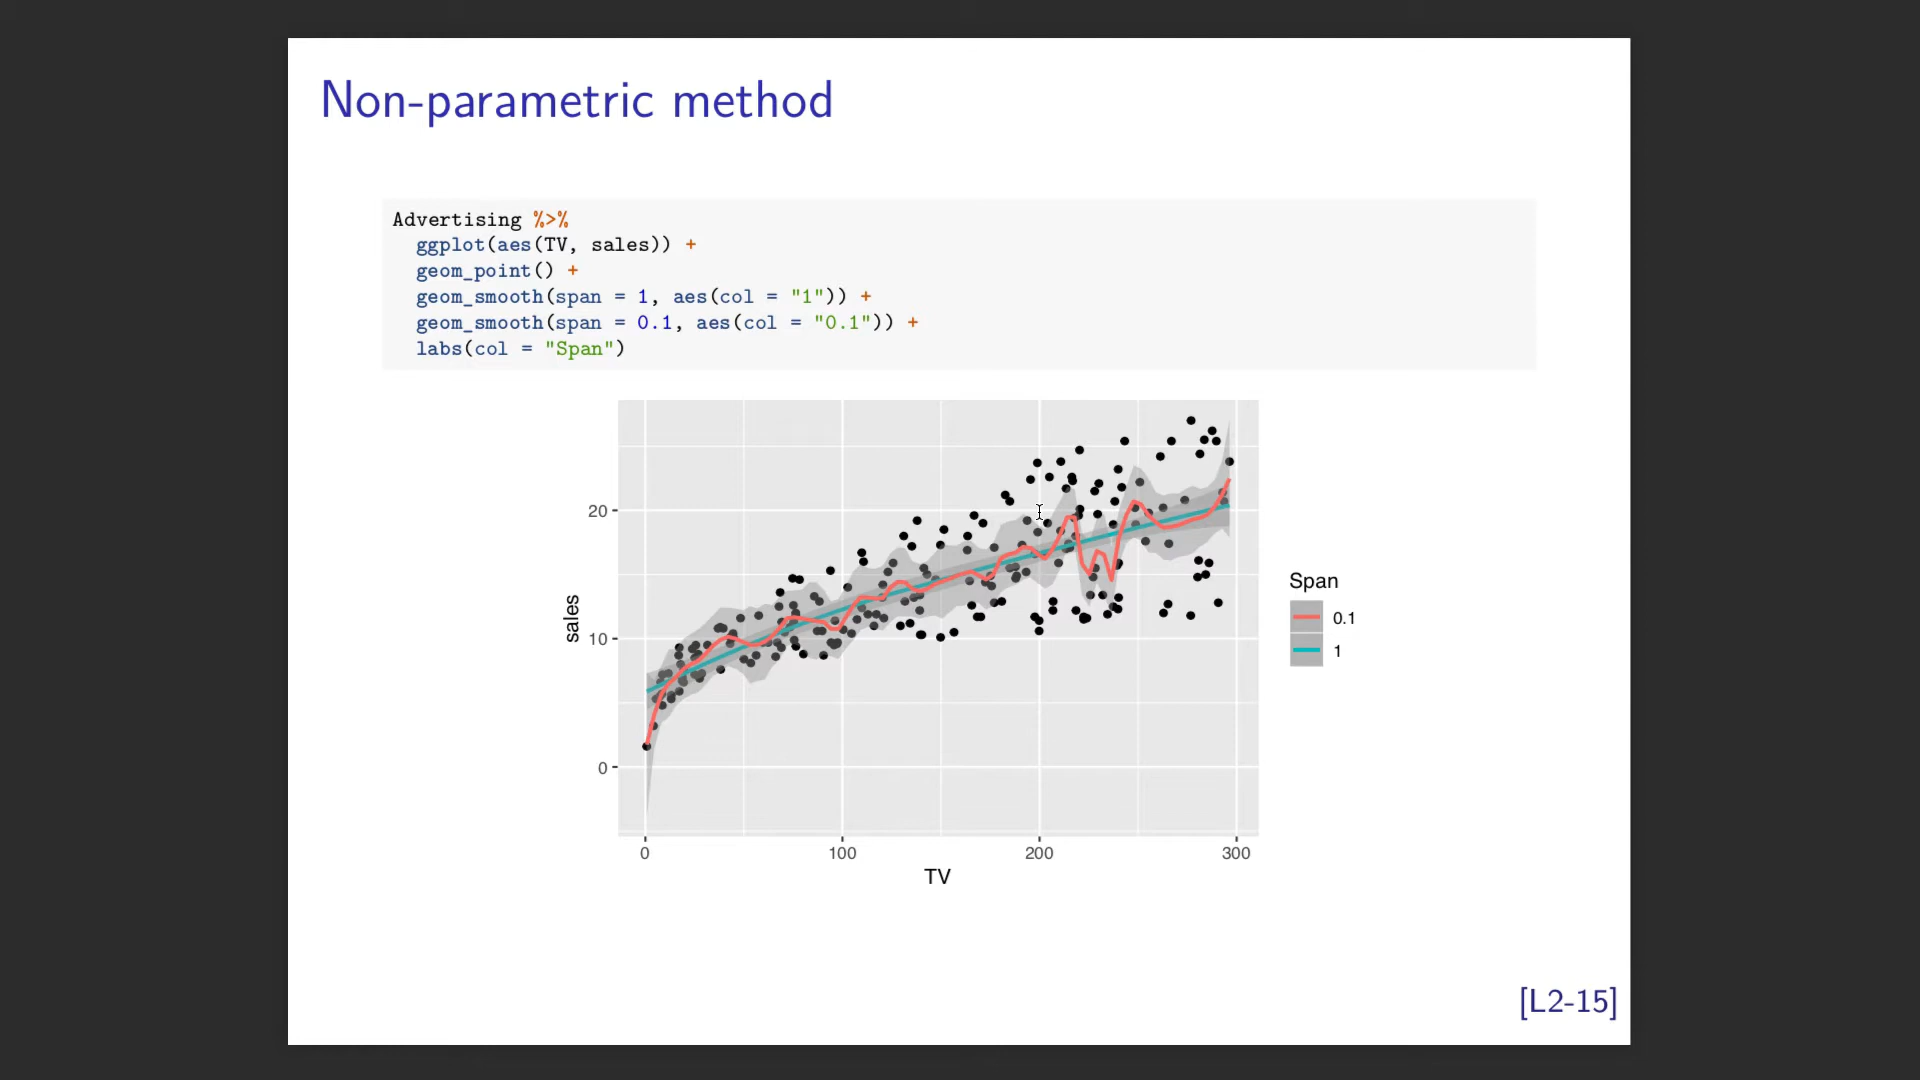 Non-parametric method
Advertising %>%
  ggplot(aes(TV, sales)) +
  geom_point() +
  geom_smooth(span = 1, aes(col = "1")) +
  geom_smooth(span = 0.1, aes(col = "0.1")) +
  labs(col = "Span")
20
10
0
sales
0 100 200 300
TV
Span
0.1
1
[L2-15]